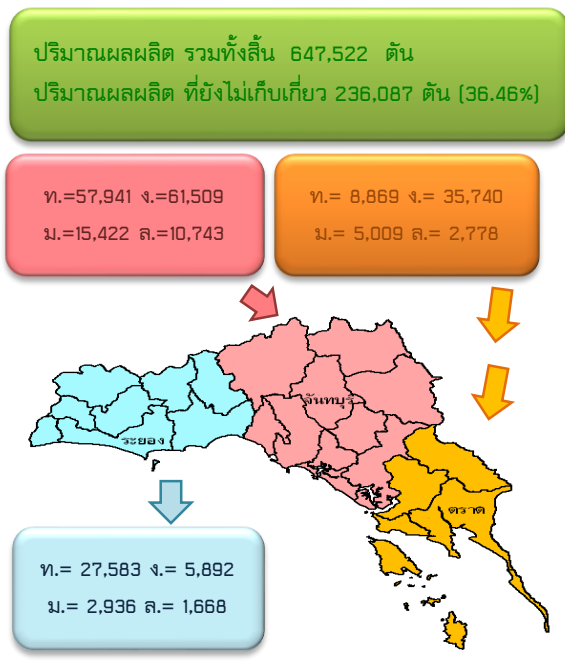 ปริมาณผลผลิต รวมทั้งสิ้น 647,522 ตัน
ปริมาณผลผลิต ที่ยังไม่เก็บเกี่ยว 236,087 ตัน (36.46%)
ท.=57,941 ง.=61,509
ม.=15,422 ล.=10,743
ท.= 8,869 ง.= 35,740
ม.= 5,009 ล.= 2,778
จันทบุรี
ระยอง
ตราด
ท.= 27,583 ง.= 5,892
ม.= 2,936 ล.= 1,668